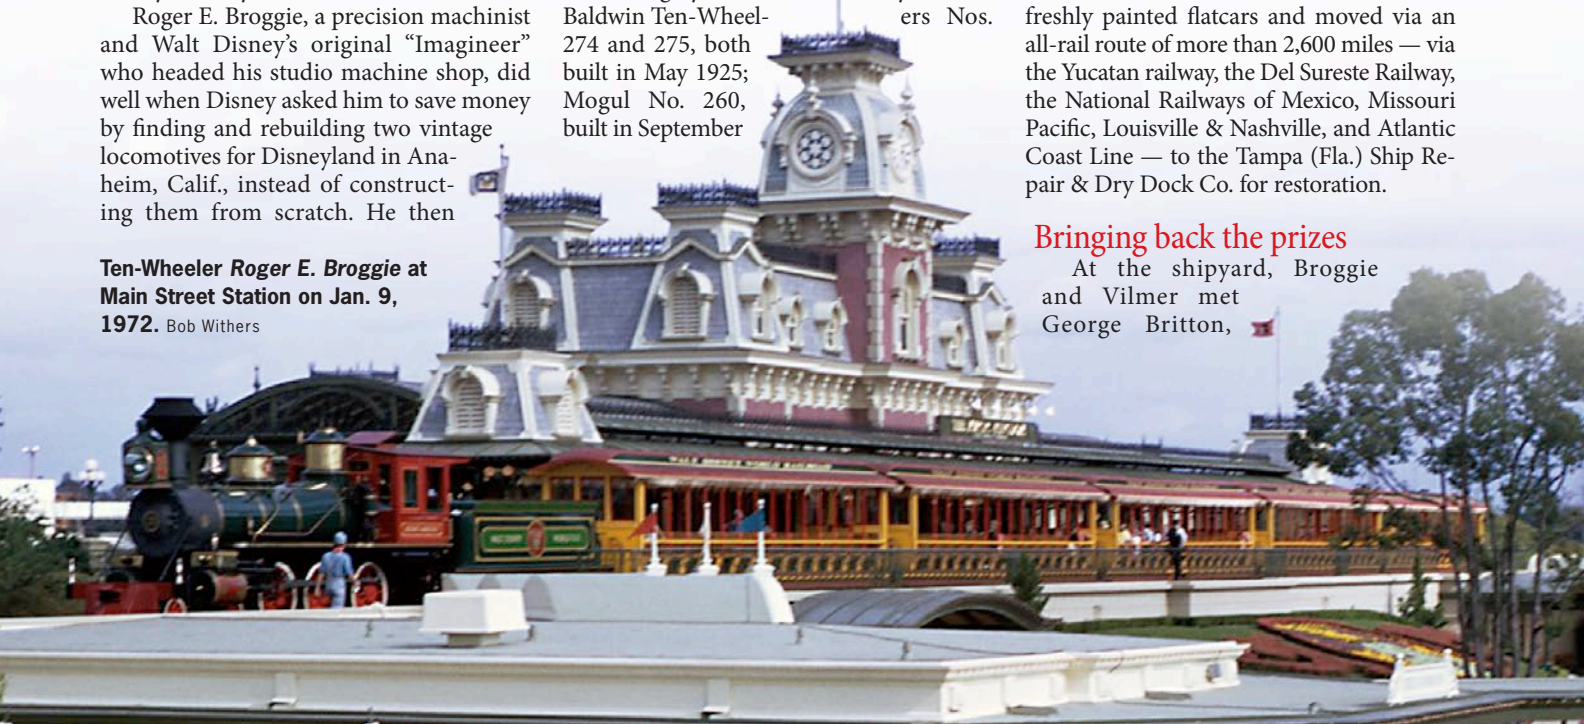 Roger E. Broggie, a precision machinist
and Walt Disney’s original “Imagineer”
who headed his studio machine shop, did
well when Disney asked him to save money
by finding and rebuilding two vintage
locomotives for Disneyland in Ana-
heim, Calif., instead of construct-
ing them from scratch. He then
Ten-Wheeler Roger E. Broggie at
Main Street Station on Jan. 9,
1972. Bob Withers
Baldwin Ten-Wheel-
ers Nos.
274 and 275, both
built in May 1925;
Mogul No. 260,
built in September
freshly painted flatcars and moved via an
all-rail route of more than 2,600 miles — via
the Yucatan railway, the Del Sureste Railway,
the National Railways of Mexico, Missouri
Pacific, Louisville & Nashville, and Atlantic
Coast Line — to the Tampa (Fla.) Ship Re-
pair & Dry Dock Co. for restoration.
Bringing back the prizes
At the shipyard, Broggie
and Vilmer met
George Britton,
WALT DISNEY WORLD RAILROAD